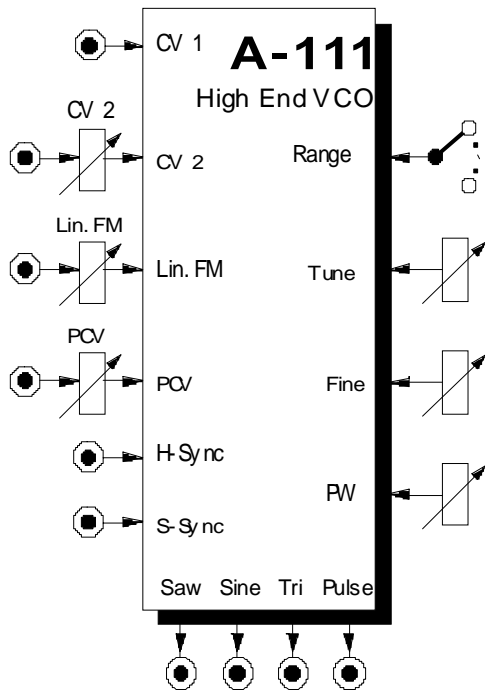 CV 1
A-111
High End VCO
CV 2
CV 2
Range
Lin. FM
Lin. FM
Tune
PCV
PCV
Fine
H-Sync
PW
S-Sync
Saw Sine Tri Pulse